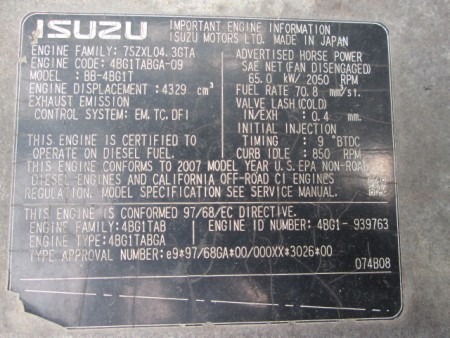 ISUZU IMPORTANT ENGINE INFORMATION
ISUZU MOTORS LTD. MADE IN JAPAN
ENGINE FAMILY: 7SZXL04.3GTA
ENGINE CODE: 4BG1TABGA-09
MODEL: BB-4BG1T
ENGINE DISPLACEMENT: 4329 cm³
EXHAUST EMISSION
CONTROL SYSTEM: EM, TC, DFI
ADVERTISED HORSE POWER
SAE NET (FAN DISENGAGED)
65.0 kW/ 2050 RPM
FUEL RATE 70.8 mm³/st.
VALVE LASH (COLD)
IN/EXH : 0.4 mm.
INITIAL INJECTION
TIMING : 9 °BTDC
CURB IDLE: 850 RPM
THIS ENGINE IS CERTIFIED TO
OPERATE ON DIESEL FUEL.
THIS ENGINE CONFORMS TO 2007 MODEL YEAR U.S.EPA NON-ROAD
DIESEL ENGINES AND CALIFORNIA OFF-ROAD CI ENGINES
REGULATION. MODEL SPECIFICATION SEE SERVICE MANUAL.
THIS ENGINE IS CONFORMED 97/68/EC DIRECTIVE.
ENGINE FAMILY: 4BG1TAB ENGINE ID NUMBER: 4BG1- 939763
ENGINE TYPE: 4BG1TABGA
TYPE APPROVAL NUMBER: e9*97/68GA*00/000XX*3026*00
074B08